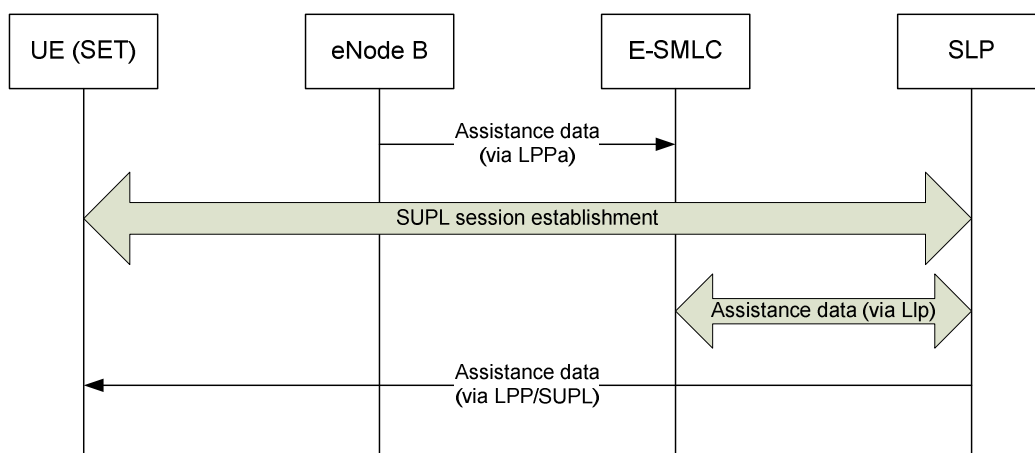 UE (SET)
eNode B
E-SMLC
SLP
Assistance data
(via LPPa)
SUPL session establishment
Assistance data (via Llp)
Assistance data
(via LPP/SUPL)